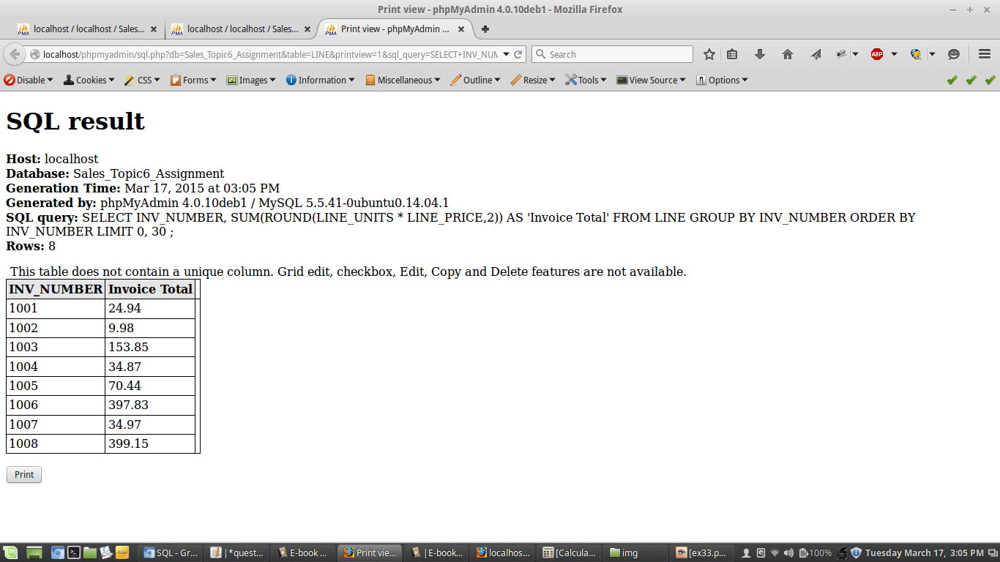 Print view - phpMyAdmin 4.0.10deb1 - Mozilla Firefox
localhost / localhost / Sales... localhost / localhost / Sales... Print view - phpMyAdmin ...
localhost/phpmyadmin/sql.php?db=Sales_Topic6_Assignment&table=LINE&printview=1&sql_query=SELECT+INV_NUM Search ABP
Disable Cookies CSS Forms Images Information Miscellaneous Outline Resize Tools View Source Options
SQL result
Host: localhost
Database: Sales_Topic6_Assignment
Generation Time: Mar 17, 2015 at 03:05 PM
Generated by: phpMyAdmin 4.0.10deb1 / MySQL 5.5.41-0ubuntu0.14.04.1
SQL query: SELECT INV_NUMBER, SUM(ROUND(LINE_UNITS * LINE_PRICE,2)) AS 'Invoice Total' FROM LINE GROUP BY INV_NUMBER ORDER BY
INV_NUMBER LIMIT 0, 30 ;
Rows: 8
This table does not contain a unique column. Grid edit, checkbox, Edit, Copy and Delete features are not available.
INV_NUMBER Invoice Total
1001 24.94
1002 9.98
1003 153.85
1004 34.87
1005 70.44
1006 397.83
1007 34.97
1008 399.15
Print
SQL - Gr... |*quest... E-book ... Print vie... |E-book... localhos... [Calcula... img [ex33.p... 100% Tuesday March 17, 3:05 PM